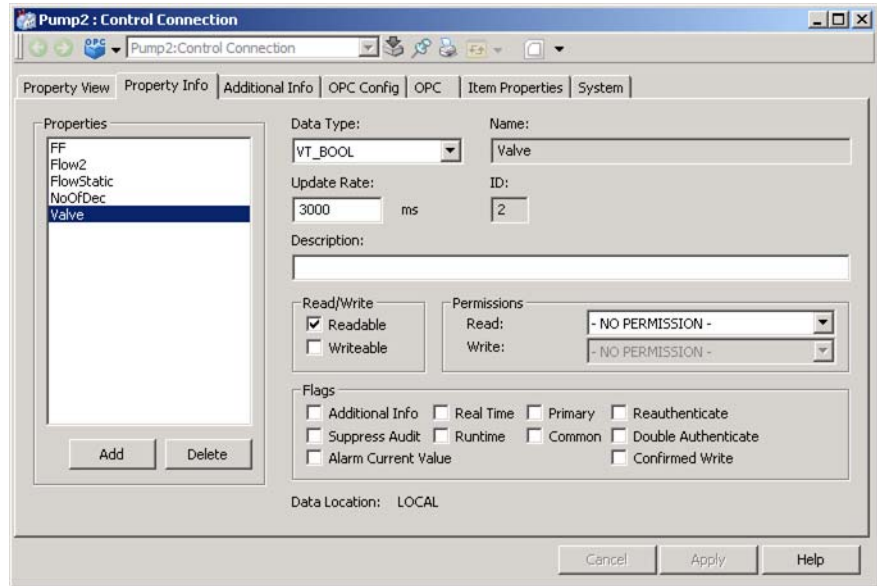 Pump2 : Control Connection
OPC Pump2:Control Connection
Property View Property Info Additional Info OPC Config OPC Item Properties System
Properties
FF
Flow2
FlowStatic
NoOfDec
Valve
Add Delete
Data Type: Name:
VT_BOOL Valve
Update Rate: ID:
3000 ms 2
Description:
Read/Write Permissions
Readable Read: - NO PERMISSION -
Writeable Write: - NO PERMISSION -
Flags
Additional Info Real Time Primary Reauthenticate
Suppress Audit Runtime Common Double Authenticate
Alarm Current Value Confirmed Write
Data Location: LOCAL
Cancel Apply Help